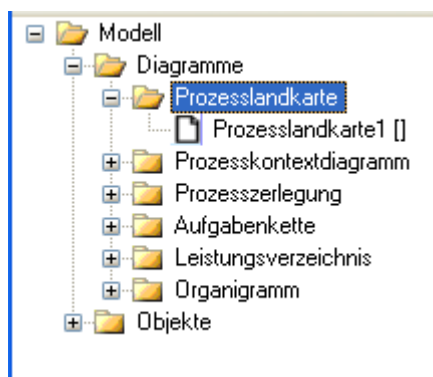 Modell
Diagramme
Prozesslandkarte
Prozesslandkarte1 []
Prozesskontextdiagramm
Prozesszerlegung
Aufgabenkette
Leistungsverzeichnis
Organigramm
Objekte